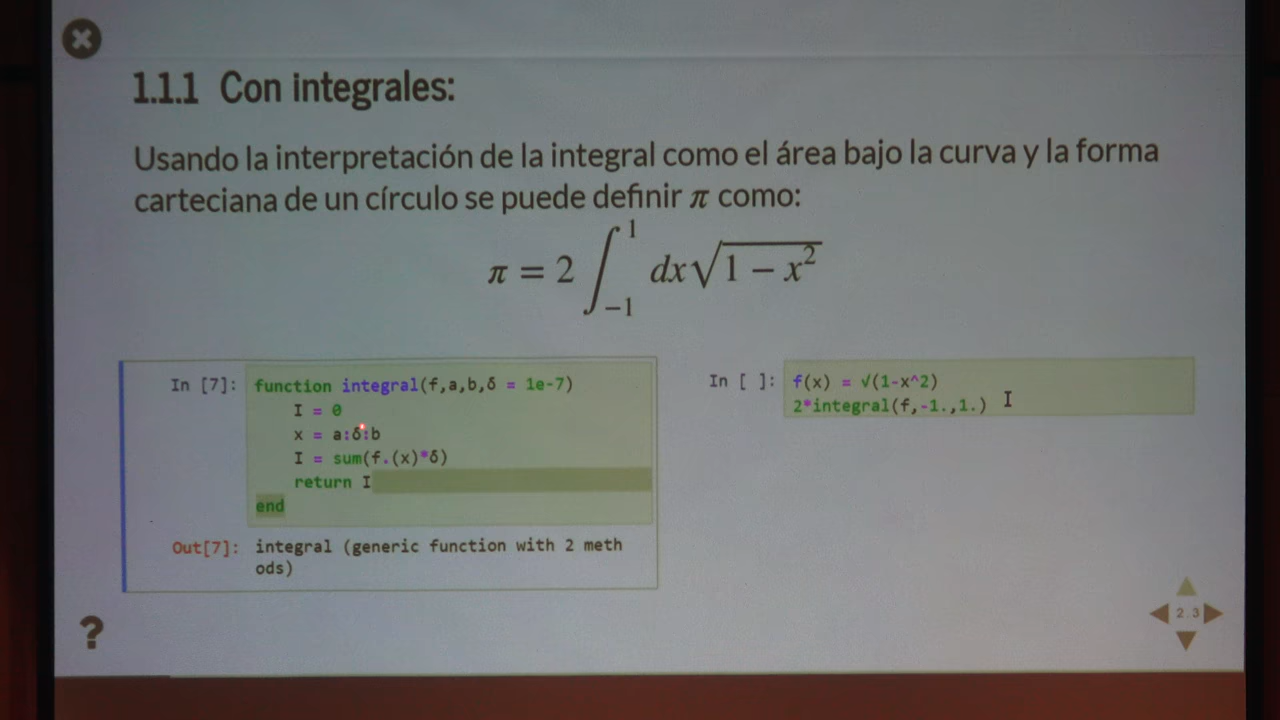 1.1.1 Con integrales:
Usando la interpretación de la integral como el área bajo la curva y la forma
carteciana de un círculo se puede definir π como:
π = 2 ∫_{-1}^{1} dx√(1 − x²)
In [7]: function integral(f,a,b,δ = 1e-7)
I = 0
x = a:δ:b
I = sum(f.(x)*δ)
return I
end
Out[7]: integral (generic function with 2 meth
ods)
In [ ]: f(x) = √(1-x^2)
2*integral(f,-1.,1.)
?
2.3